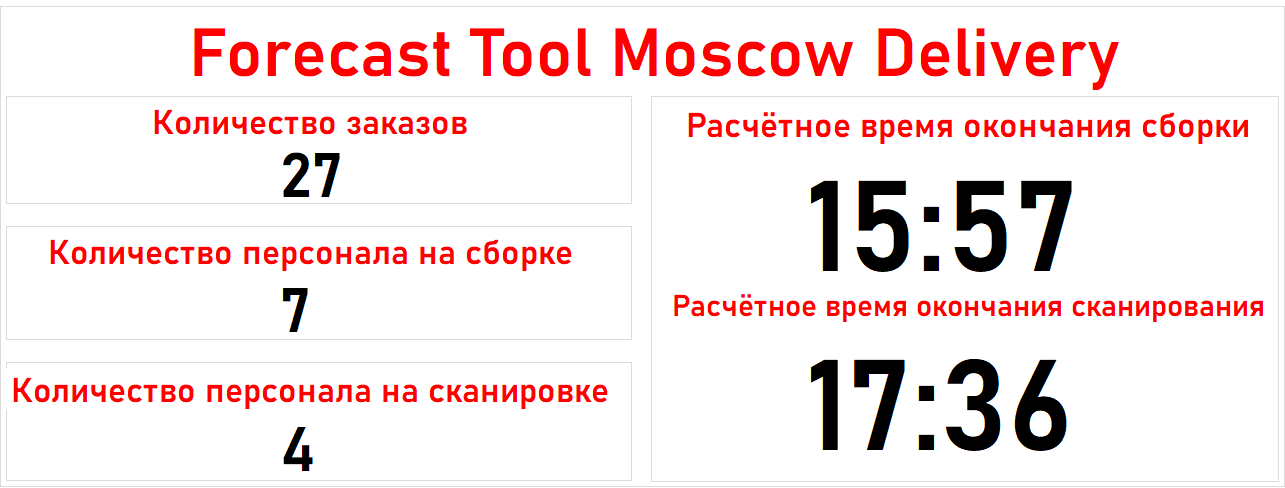 Forecast Tool Moscow Delivery
Количество заказов
27
Количество персонала на сборке
7
Количество персонала на сканировке
4
Расчётное время окончания сборки
15:57
Расчётное время окончания сканирования
17:36